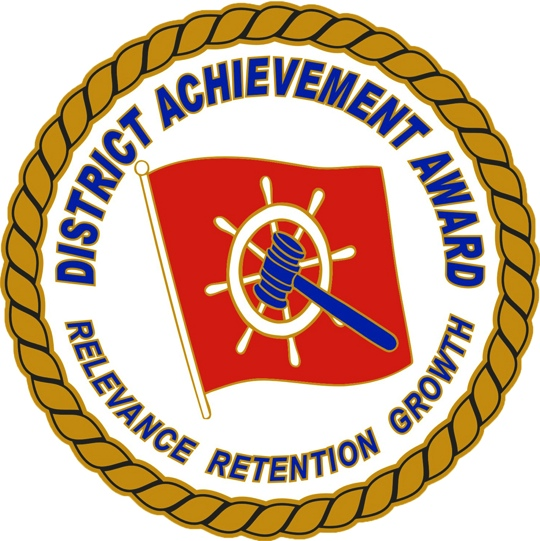 DISTRICT ACHIEVEMENT AWARD
RELEVANCE RETENTION GROWTH